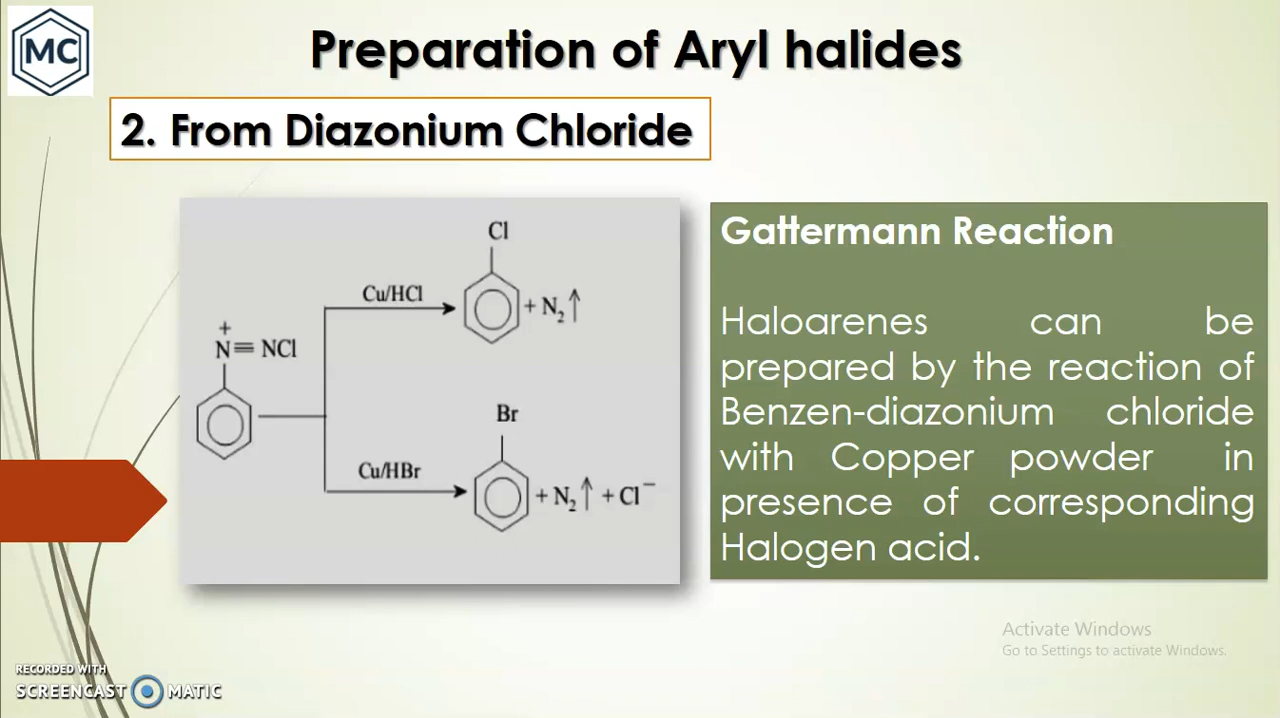 MC
Preparation of Aryl halides
2. From Diazonium Chloride
Cl
Cu/HCl
+ N₂↑
+
N≡NCl
Br
Cu/HBr
+ N₂↑ + Cl⁻
Gattermann Reaction
Haloarenes can be
prepared by the reaction of
Benzen-diazonium chloride
with Copper powder in
presence of corresponding
Halogen acid.
Activate Windows
Go to Settings to activate Windows.
RECORDED WITH
SCREENCAST MATIC